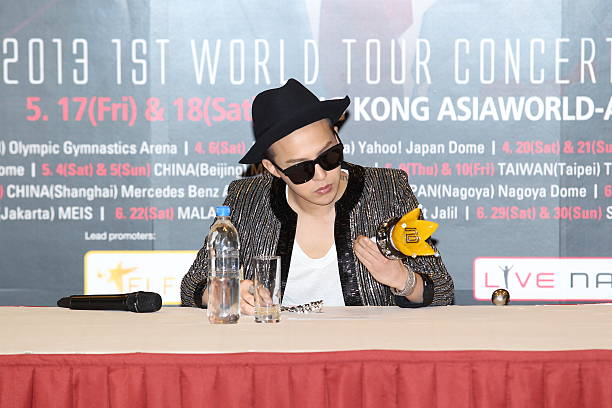 2013 1ST WORLD TOUR CONCERT
5. 17(Fri) & 18(Sat KONG ASIAWORLD-A
) Olympic Gymnastics Arena | 4. 6(Sat) Yahoo! Japan Dome | 4. 20(Sat) & 21(Su
ome | 5. 4(Sat) & 5(Sun) CHINA(Beijing) (Thu) & 10(Fri) TAIWAN(Taipei) T
) CHINA(Shanghai) Mercedes Benz A PAN(Nagoya) Nagoya Dome
(Jakarta) MEIS | 6. 22(Sat) MALA t Jalil | 6. 29(Sat) & 30(Sun)
Lead promoters:
LIVE NA